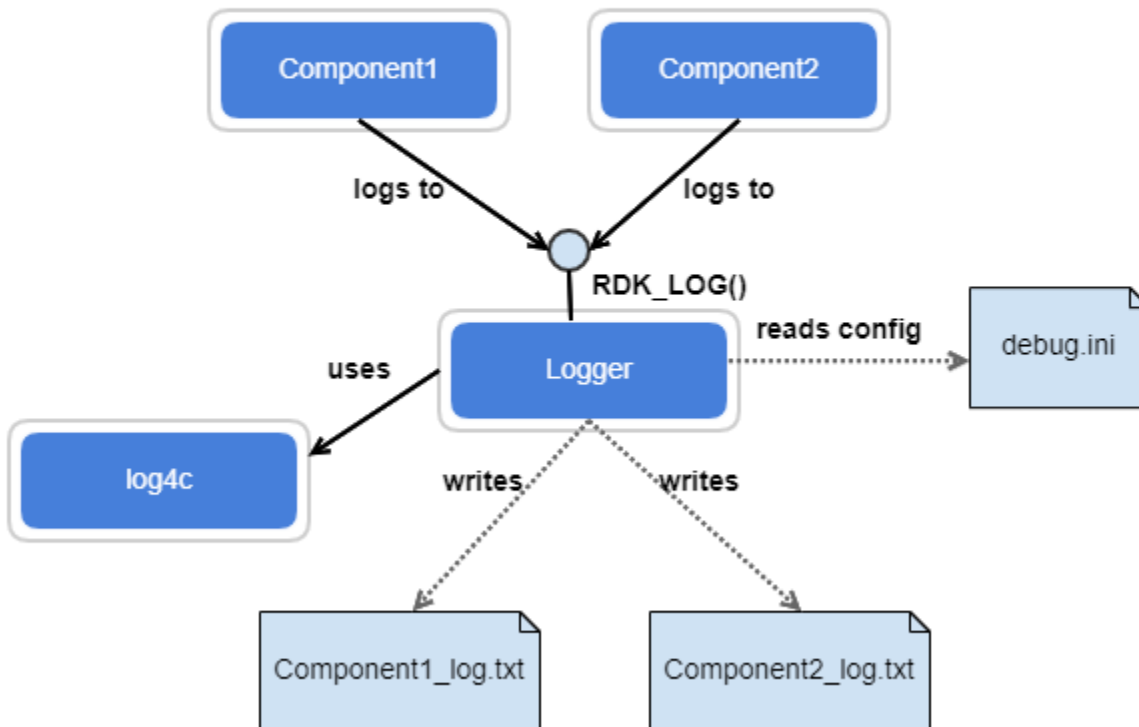 Component1
Component2
logs to
logs to
RDK_LOG()
reads config
debug.ini
Logger
uses
log4c
writes
writes
Component1_log.txt
Component2_log.txt